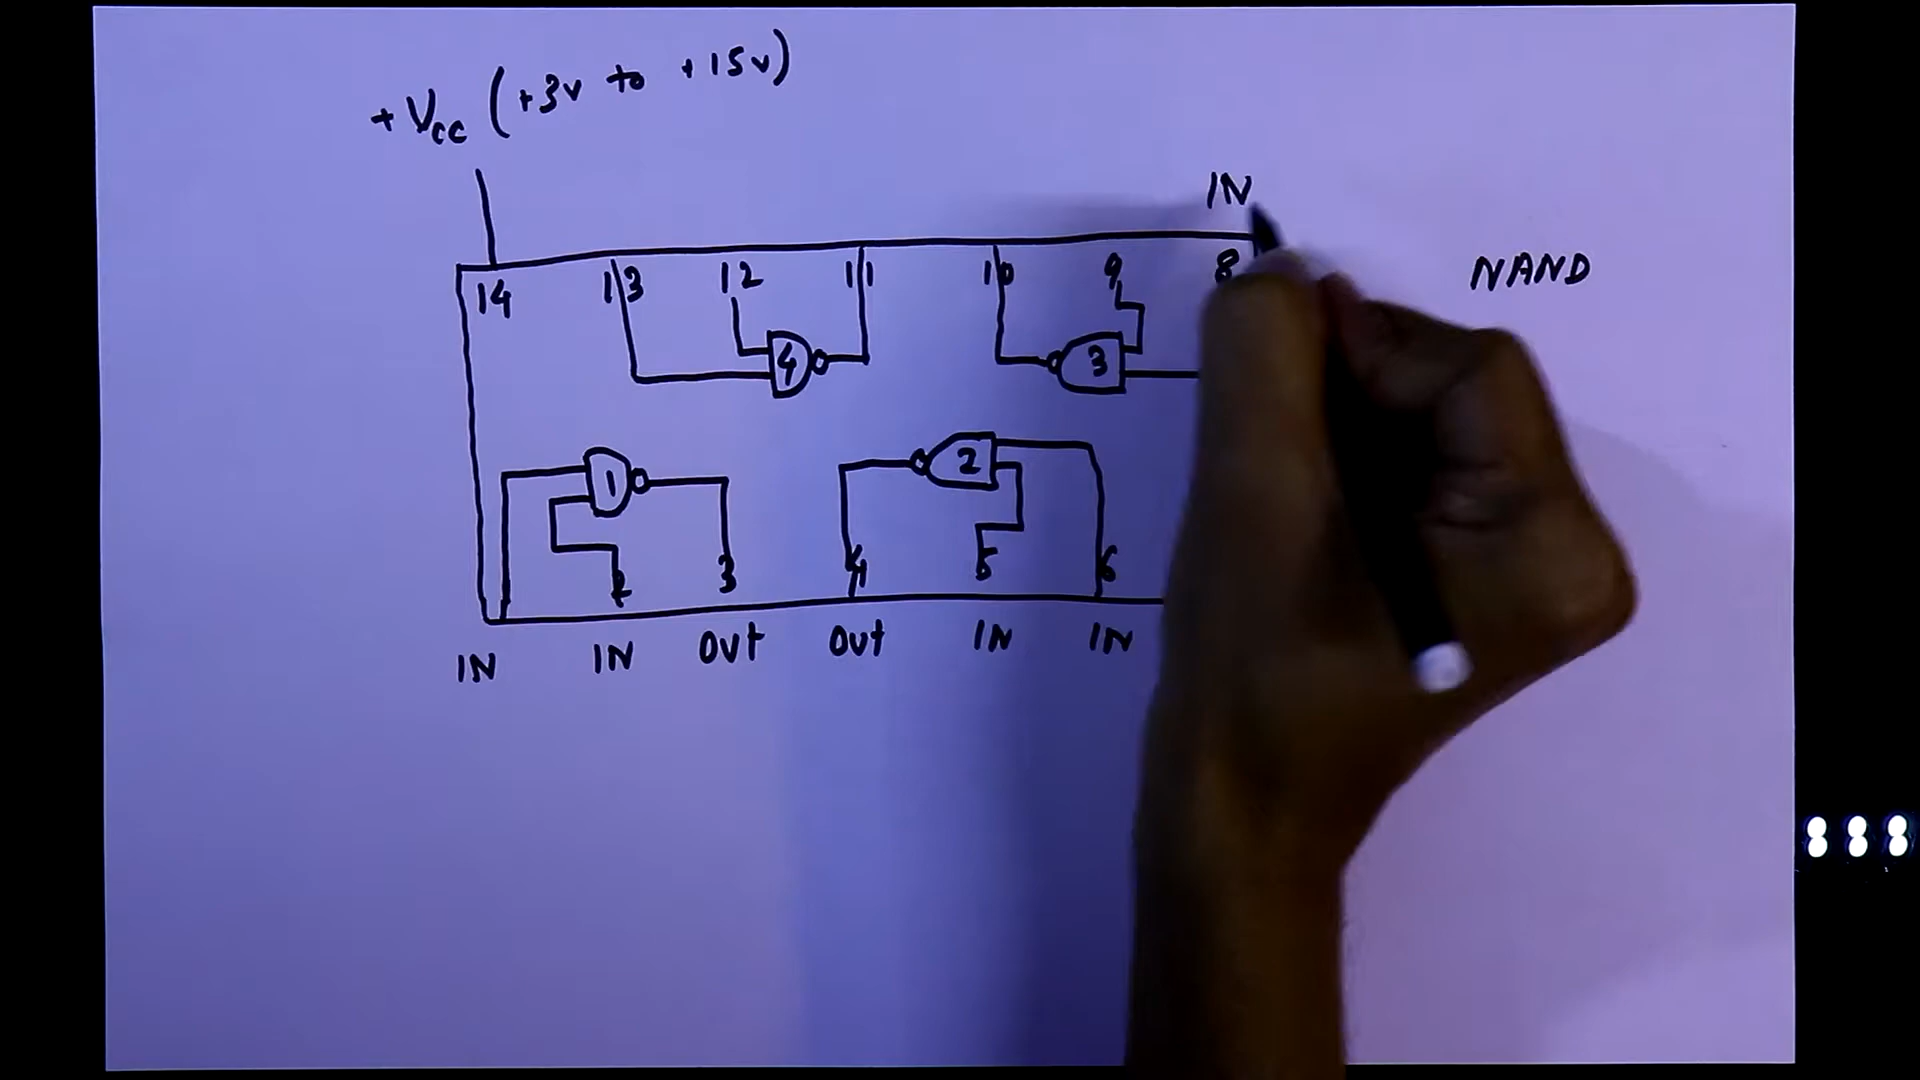 +Vcc (+3v to +15v)
IN
14 13 12 11 10 9 8
NAND
4 3
1 2
2 3 4 5 6
IN IN OUT OUT IN IN